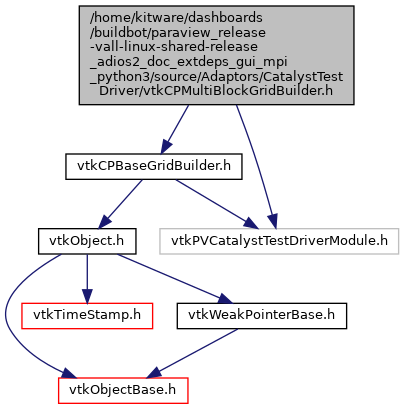 /home/kitware/dashboards
/buildbot/paraview_release
-vall-linux-shared-release
_adios2_doc_extdeps_gui_mpi
_python3/source/Adaptors/CatalystTest
Driver/vtkCPMultiBlockGridBuilder.h
vtkCPBaseGridBuilder.h
vtkObject.h
vtkPVCatalystTestDriverModule.h
vtkTimeStamp.h
vtkWeakPointerBase.h
vtkObjectBase.h